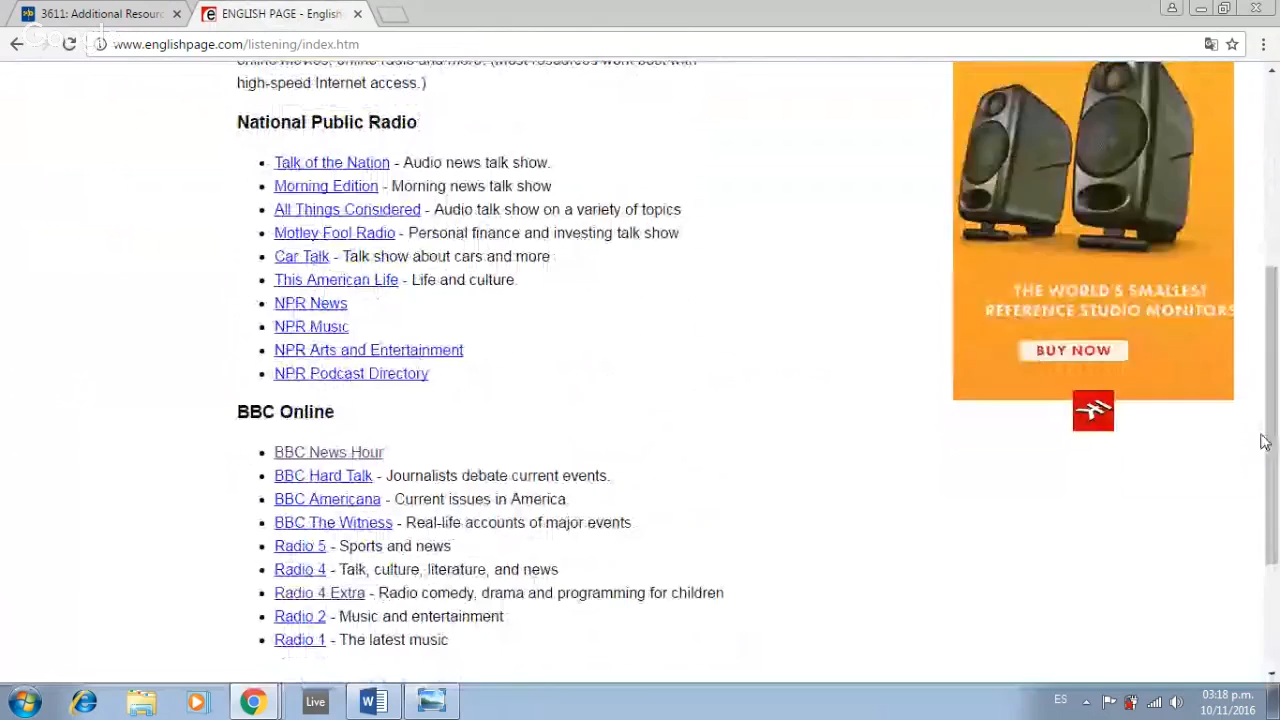 3611: Additional Resour
ENGLISH PAGE - English
Google
www.englishpage.com/listening/index.htm
high-speed Internet access.)
National Public Radio
Talk of the Nation - Audio news talk show.
Morning Edition - Morning news talk show
All Things Considered - Audio talk show on a variety of topics
Motley Fool Radio - Personal finance and investing talk show
Car Talk - Talk show about cars and more
This American Life - Life and culture.
NPR News
NPR Music
NPR Arts and Entertainment
NPR Podcast Directory
BBC Online
BBC News Hour
BBC Hard Talk - Journalists debate current events.
BBC Americana - Current issues in America.
BBC The Witness - Real-life accounts of major events
Radio 5 - Sports and news
Radio 4 - Talk, culture, literature, and news
Radio 4 Extra - Radio comedy, drama and programming for children
Radio 2 - Music and entertainment
Radio 1 - The latest music
THE WORLD'S SMALLEST
REFERENCE STUDIO MONITORS
BUY NOW
Live
ES
03:18 p.m.
10/11/2016